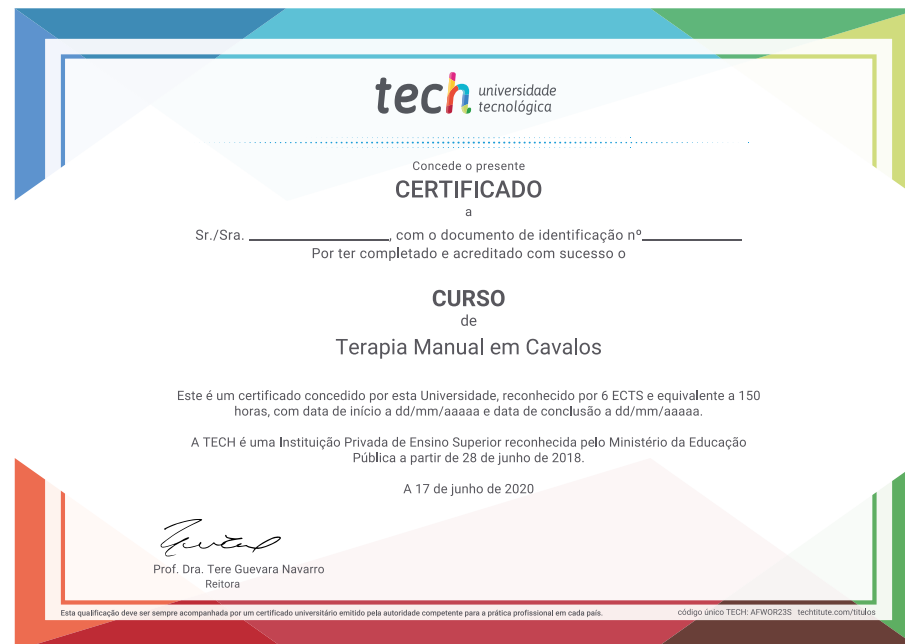 tech universidade
tecnológica
Concede o presente
CERTIFICADO
a
Sr./Sra. ____________________, com o documento de identificação nº______________
Por ter completado e acreditado com sucesso o
CURSO
de
Terapia Manual em Cavalos
Este é um certificado concedido por esta Universidade, reconhecido por 6 ECTS e equivalente a 150
horas, com data de início a dd/mm/aaaaa e data de conclusão a dd/mm/aaaaa.
A TECH é uma Instituição Privada de Ensino Superior reconhecida pelo Ministério da Educação
Pública a partir de 28 de junho de 2018.
A 17 de junho de 2020
Prof. Dra. Tere Guevara Navarro
Reitora
Esta qualificação deve ser sempre acompanhada por um certificado universitário emitido pela autoridade competente para a prática profissional em cada país. código único TECH: AFWOR23S techtitute.com/titulos